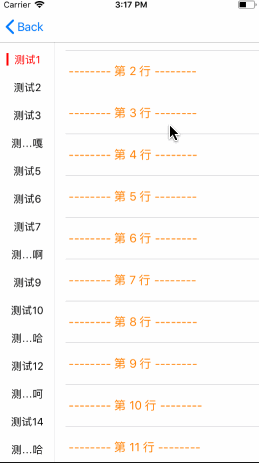 Carrier 3:17 PM
Back
测试1
测试2
测试3
测...嘎
测试5
测试6
测试7
测...啊
测试9
测试10
测...哈
测试12
测...呵
测试14
测...哈
-------- 第 2 行 --------
-------- 第 3 行 --------
-------- 第 4 行 --------
-------- 第 5 行 --------
-------- 第 6 行 --------
-------- 第 7 行 --------
-------- 第 8 行 --------
-------- 第 9 行 --------
-------- 第 10 行 --------
-------- 第 11 行 --------